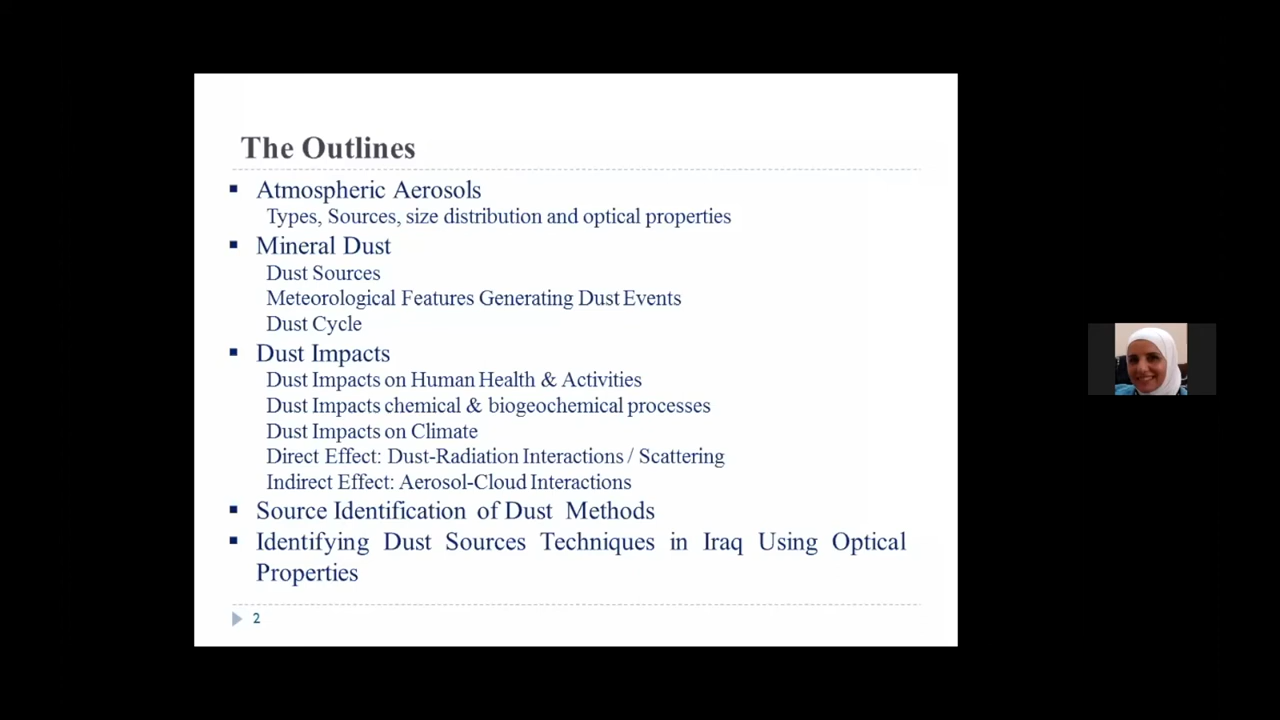 The Outlines
Atmospheric Aerosols
Types, Sources, size distribution and optical properties
Mineral Dust
Dust Sources
Meteorological Features Generating Dust Events
Dust Cycle
Dust Impacts
Dust Impacts on Human Health & Activities
Dust Impacts chemical & biogeochemical processes
Dust Impacts on Climate
Direct Effect: Dust-Radiation Interactions / Scattering
Indirect Effect: Aerosol-Cloud Interactions
Source Identification of Dust Methods
Identifying Dust Sources Techniques in Iraq Using Optical
Properties
2